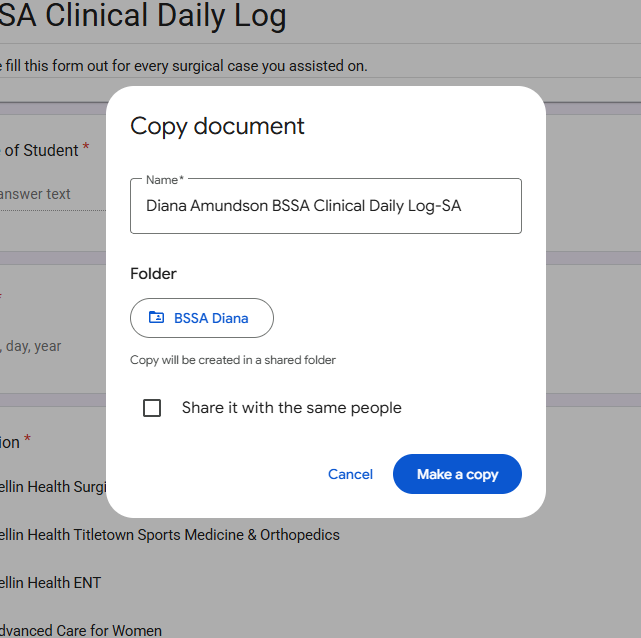 SA Clinical Daily Log
fill this form out for every surgical case you assisted on.
Copy document
of Student *
Name*
answer text
Diana Amundson BSSA Clinical Daily Log-SA
Folder
*
BSSA Diana
, day, year
Copy will be created in a shared folder
Share it with the same people
ion *
Cancel
Make a copy
ellin Health Surgi
ellin Health Titletown Sports Medicine & Orthopedics
ellin Health ENT
dvanced Care for Women